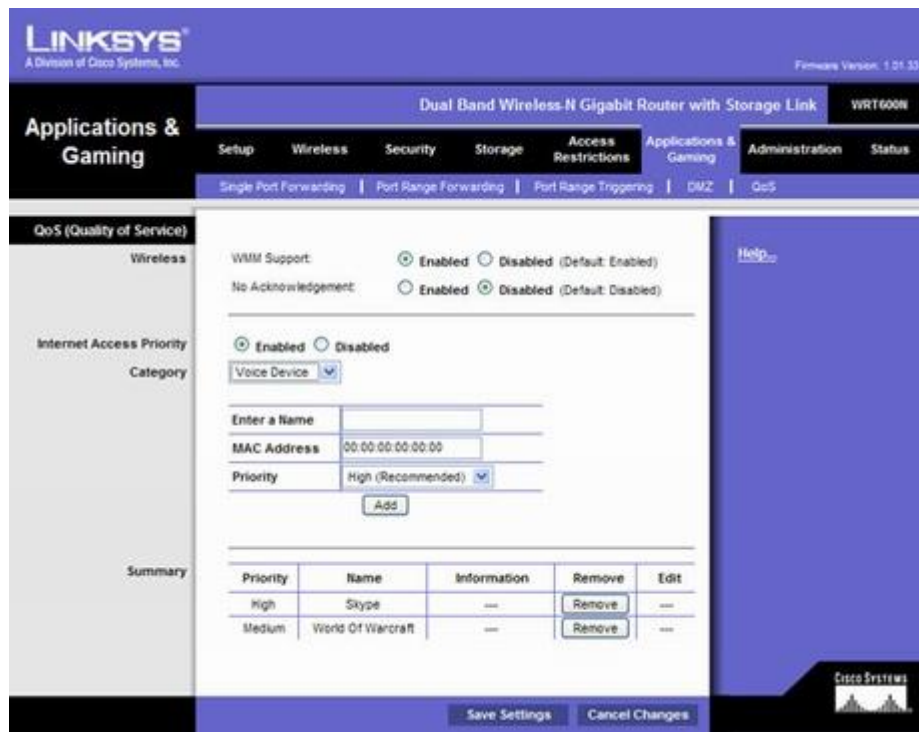 LINKSYS®
A Division of Cisco Systems, Inc.
Firmware Version: 1.01.33
Dual Band Wireless-N Gigabit Router with Storage Link WRT600N
Applications & Gaming
Setup Wireless Security Storage Access Restrictions Applications & Gaming Administration Status
Single Port Forwarding | Port Range Forwarding | Port Range Triggering | DMZ | QoS
QoS (Quality of Service)
Wireless
WMM Support: Enabled Disabled (Default: Enabled)
No Acknowledgement: Enabled Disabled (Default: Disabled)
Help...
Internet Access Priority Enabled Disabled
Category Voice Device
Enter a Name
MAC Address 00:00:00:00:00:00
Priority High (Recommended)
Add
Summary
Priority Name Information Remove Edit
High Skype --- Remove ---
Medium World Of Warcraft --- Remove ---
Cisco Systems
Save Settings Cancel Changes